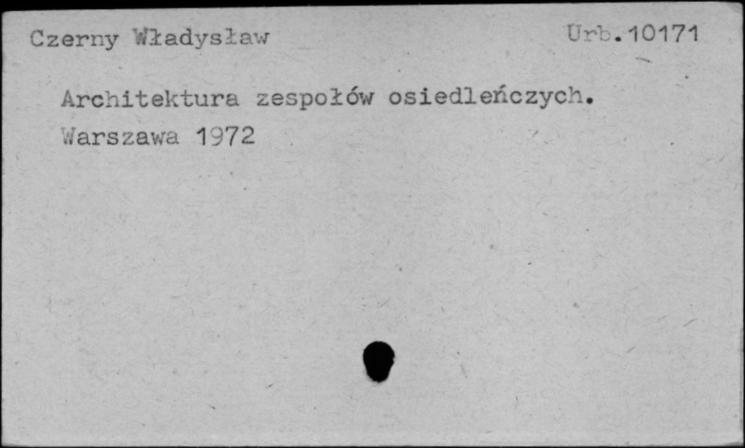 Czerny Władysław Urb.10171
Architektura zespołów osiedleńczych.
Warszawa 1972